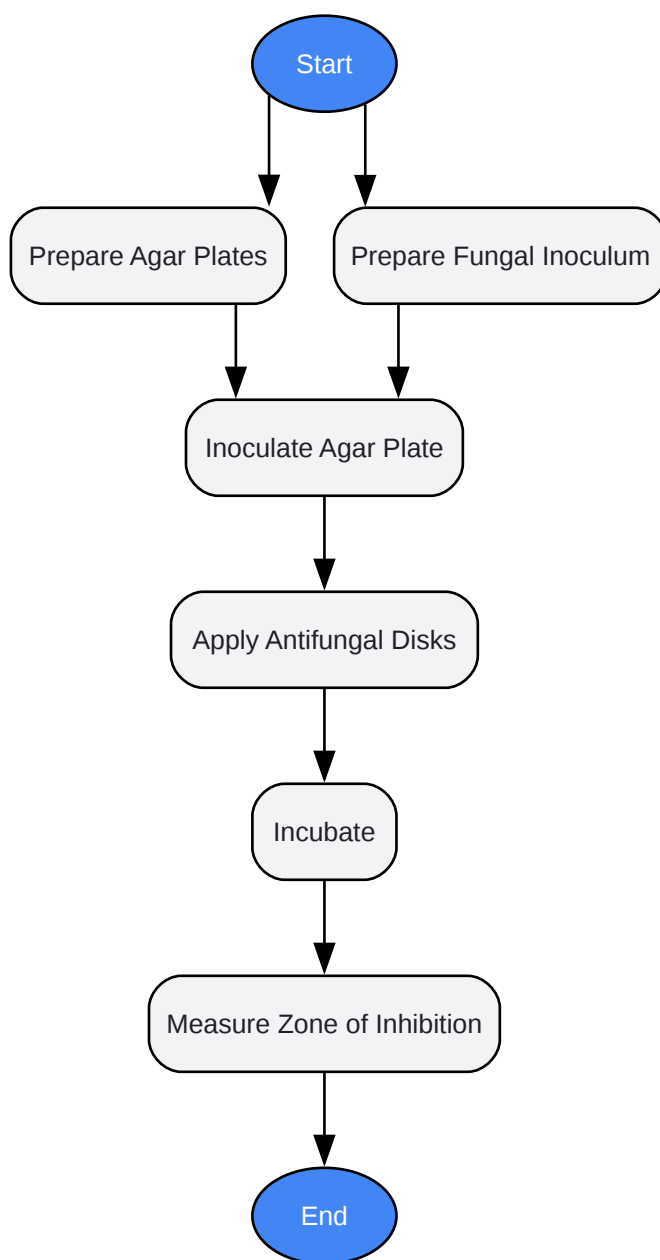 Start
Prepare Agar Plates
Prepare Fungal Inoculum
Inoculate Agar Plate
Apply Antifungal Disks
Incubate
Measure Zone of Inhibition
End